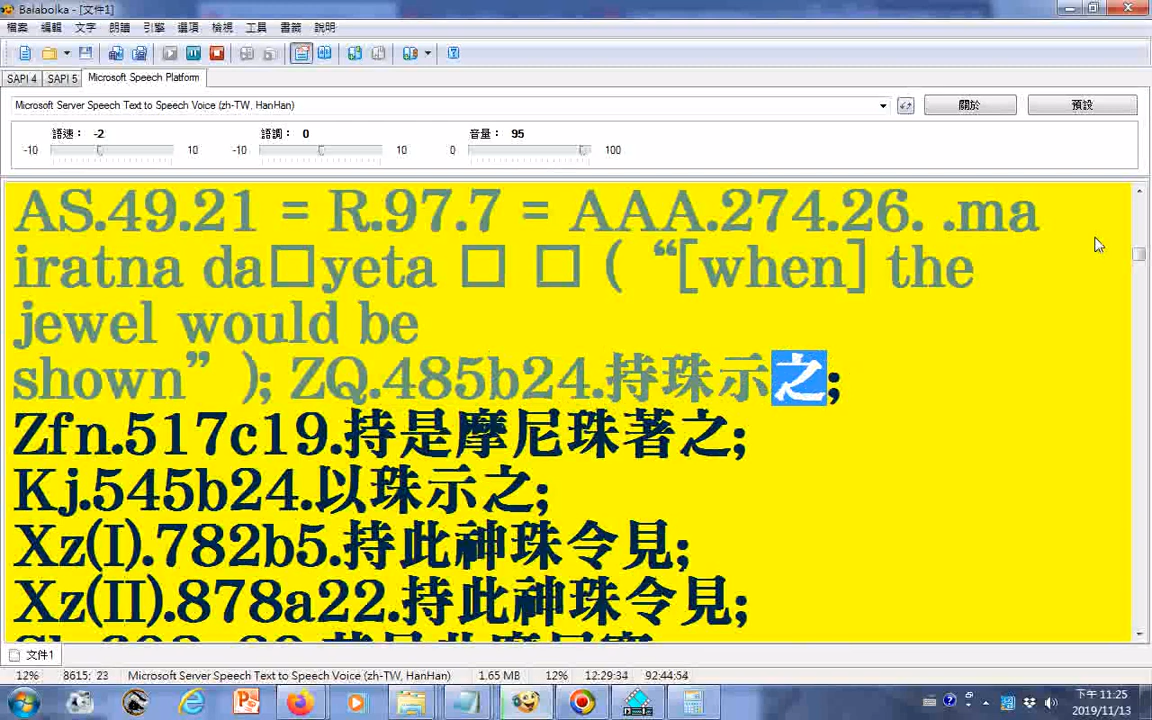 Balabolka - [文件1]
檔案 編輯 文字 朗讀 引擎 選項 檢視 工具 書籤 說明
SAPI 4 SAPI 5 Microsoft Speech Platform
Microsoft Server Speech Text to Speech Voice (zh-TW, HanHan) 關於 預設
語速： -2 語調： 0 音量： 95
-10 10 -10 10 0 100
AS.49.21 = R.97.7 = AAA.274.26. .ma
iratna da□yeta □ □ (“[when] the
jewel would be
shown”); ZQ.485b24.持珠示之;
Zfn.517c19.持是摩尼珠著之;
Kj.545b24.以珠示之;
Xz(I).782b5.持此神珠令見;
Xz(II).878a22.持此神珠令見;
文件1
12% 8615; 23 Microsoft Server Speech Text to Speech Voice (zh-TW, HanHan) 1.65 MB 12% 12:29:34 92:44:54
下午 11:25
2019/11/13